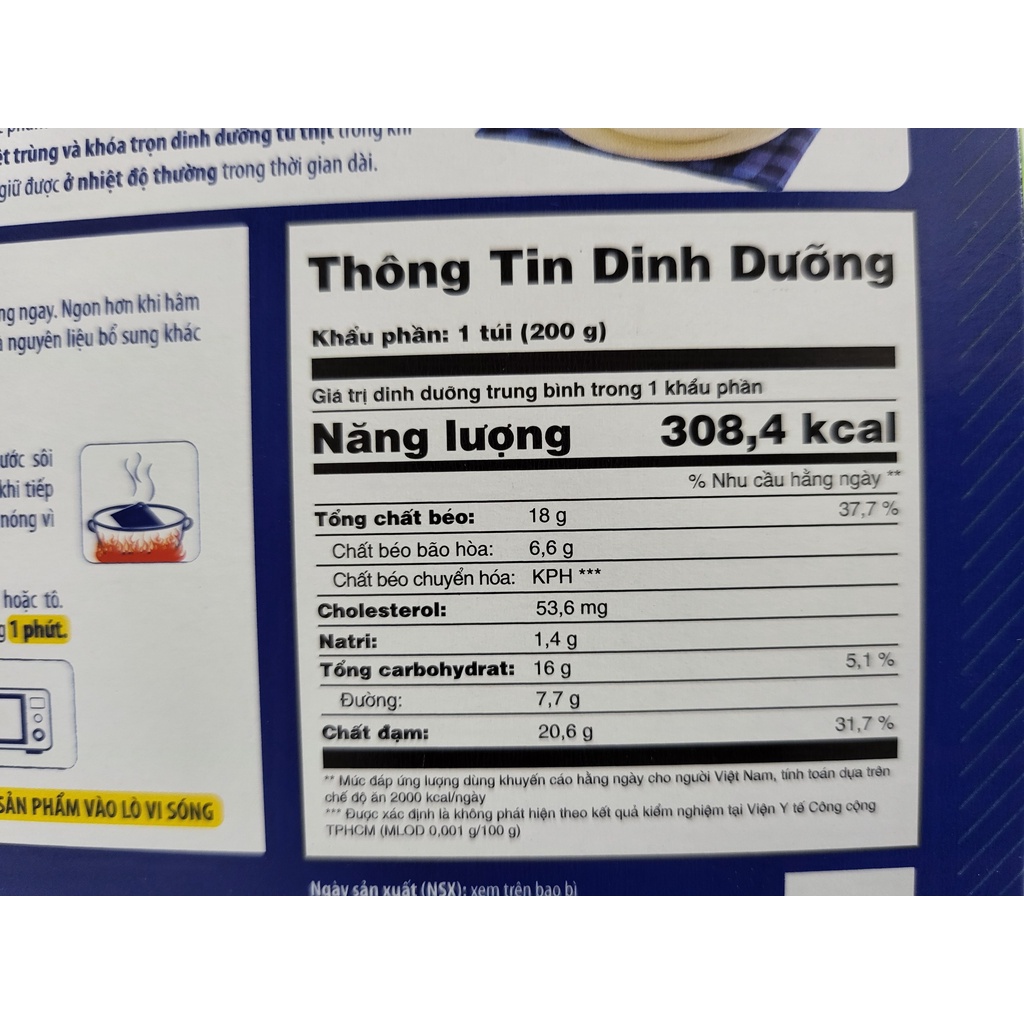 ệt trùng và khóa trọn dinh dưỡng từ thịt trong khi
giữ được ở nhiệt độ thường trong thời gian dài.
ng ngay. Ngon hơn khi hâm
nguyên liệu bổ sung khác
ước sôi
khi tiếp
nóng vì
hoặc tô.
g 1 phút.
SẢN PHẨM VÀO LÒ VI SÓNG
Thông Tin Dinh Dưỡng
Khẩu phần: 1 túi (200 g)
Giá trị dinh dưỡng trung bình trong 1 khẩu phần
Năng lượng 308,4 kcal
% Nhu cầu hằng ngày **
Tổng chất béo: 18 g 37,7 %
Chất béo bão hòa: 6,6 g
Chất béo chuyển hóa: KPH ***
Cholesterol: 53,6 mg
Natri: 1,4 g
Tổng carbohydrat: 16 g 5,1 %
Đường: 7,7 g
Chất đạm: 20,6 g 31,7 %
** Mức đáp ứng lượng dùng khuyến cáo hằng ngày cho người Việt Nam, tính toán dựa trên
chế độ ăn 2000 kcal/ngày
*** Được xác định là không phát hiện theo kết quả kiểm nghiệm tại Viện Y tế Công cộng
TPHCM (MLOD 0,001 g/100 g)
Ngày sản xuất (NSX): xem trên bao bì